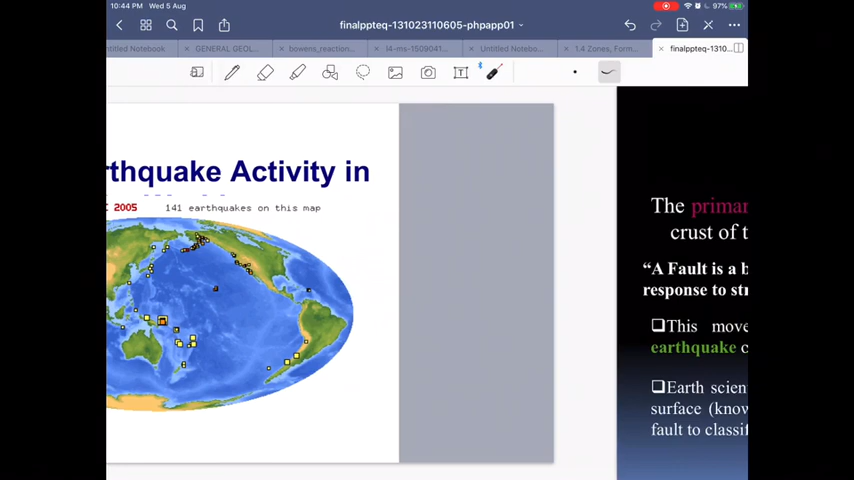 10:44 PM Wed 5 Aug
97%
finalppteq-131023110605-phpapp01
ntitled Notebook
GENERAL GEOL...
bowens_reaction...
l4-ms-1509041...
Untitled Notebo...
1.4 Zones, Form...
finalppteq-1310...
T
rthquake Activity in
2005 141 earthquakes on this map
The primar
crust of t
“A Fault is a b
response to str
This move
earthquake c
Earth scien
surface (know
fault to classif